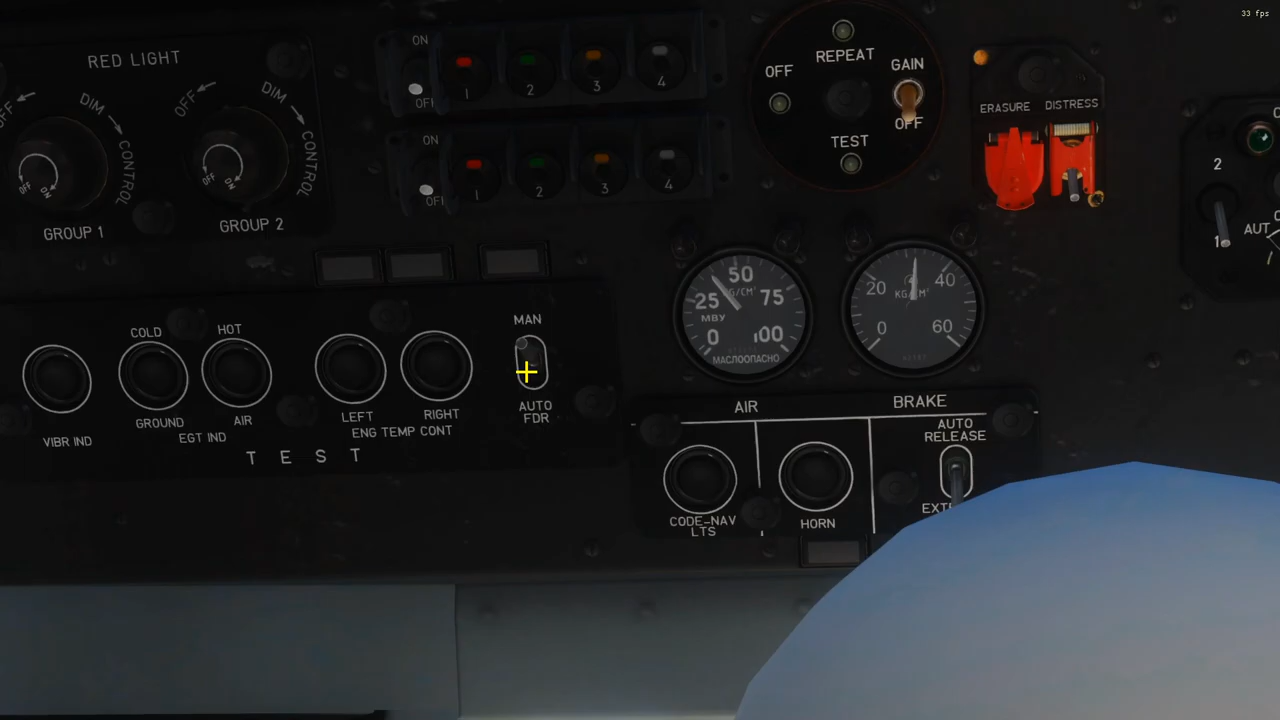 33 fps
RED LIGHT
OFF
DIM
CONTROL
OFF
ON
GROUP 1
OFF
DIM
CONTROL
OFF
ON
GROUP 2
ON
OFF
1
2
3
4
ON
1
2
3
4
REPEAT
OFF
GAIN
OFF
TEST
ERASURE
DISTRESS
2
1
AUT
0
25
50
75
100
МВУ
МАСЛООПАСНО
0
20
40
60
VIBR IND
COLD
HOT
GROUND
AIR
EGT IND
LEFT
RIGHT
ENG TEMP CONT
TEST
MAN
AUTO
FDR
AIR
BRAKE
CODE-NAV
LTS
HORN
AUTO
RELEASE